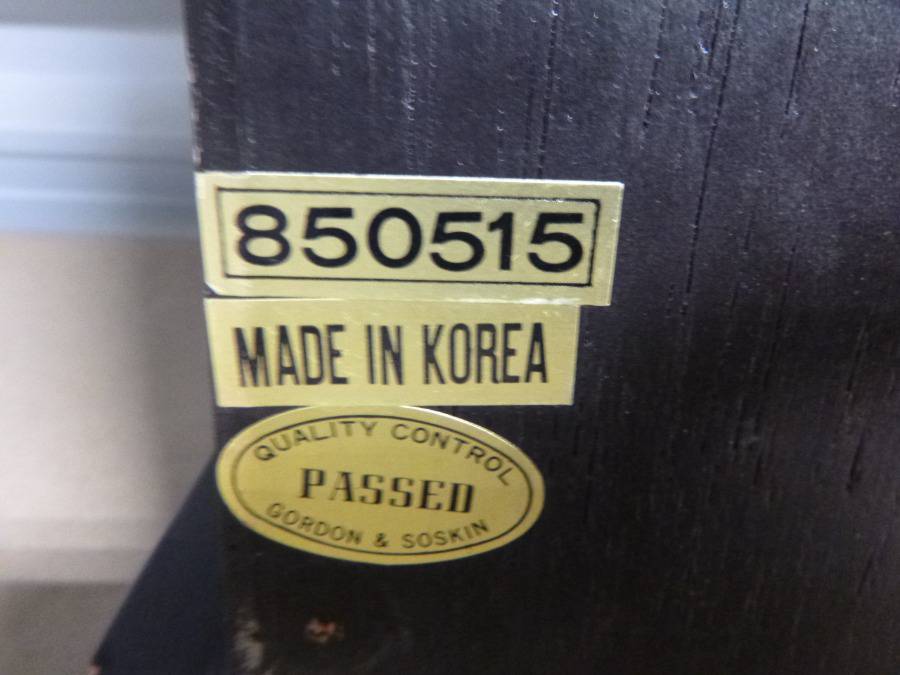 850515
MADE IN KOREA
QUALITY CONTROL
PASSED
GORDON & SOSKIN